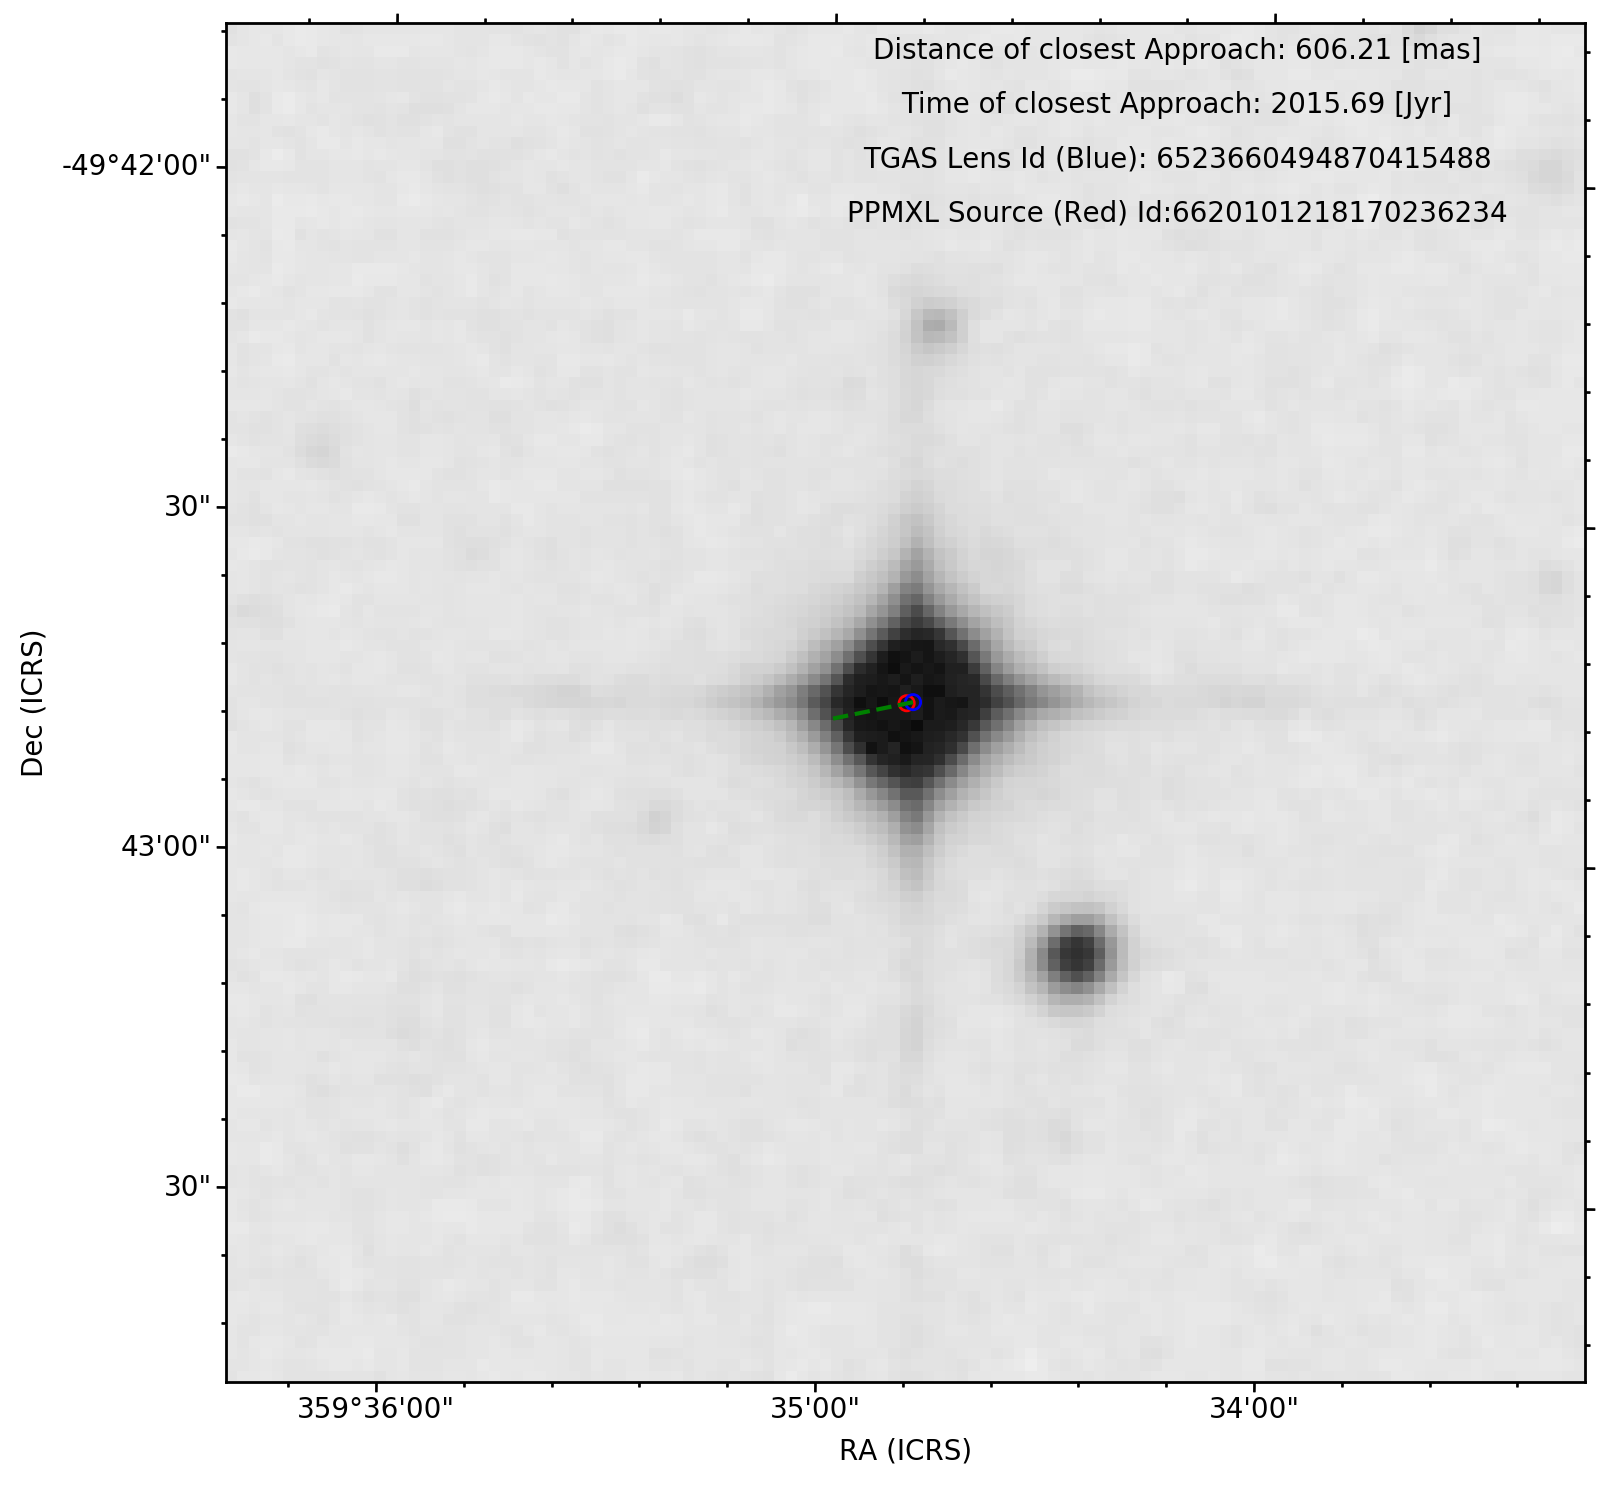 Distance of closest Approach: 606.21 [mas]
Time of closest Approach: 2015.69 [Jyr]
TGAS Lens Id (Blue): 6523660494870415488
PPMXL Source (Red) Id:6620101218170236234
-49°42'00"
30"
43'00"
30"
Dec (ICRS)
359°36'00"
35'00"
34'00"
RA (ICRS)